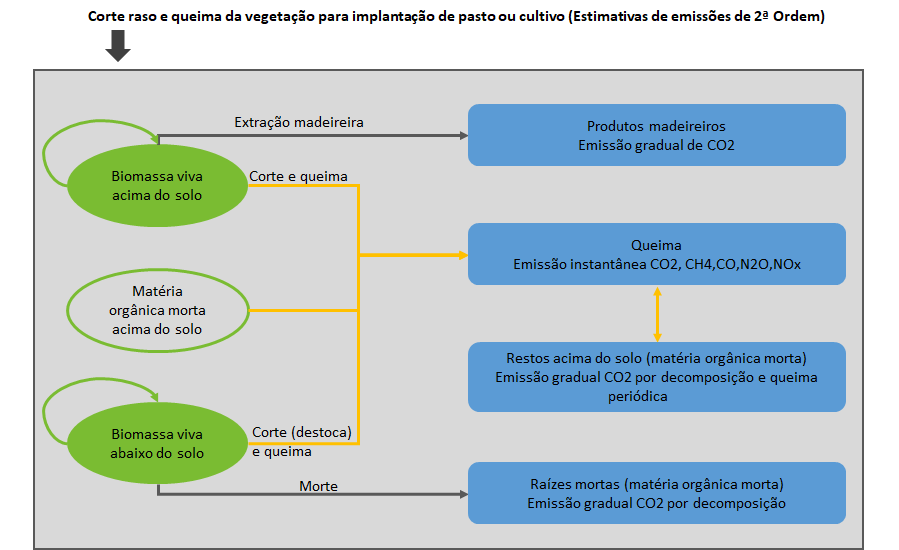 Corte raso e queima da vegetação para implantação de pasto ou cultivo (Estimativas de emissões de 2ª Ordem)
Extração madeireira
Produtos madeireiros
Emissão gradual de CO2
Biomassa viva
acima do solo
Corte e queima
Queima
Emissão instantânea CO2, CH4,CO,N2O,NOx
Matéria
orgânica morta
acima do solo
Restos acima do solo (matéria orgânica morta)
Emissão gradual CO2 por decomposição e queima
periódica
Biomassa viva
abaixo do solo
Corte (destoca)
e queima
Morte
Raízes mortas (matéria orgânica morta)
Emissão gradual CO2 por decomposição